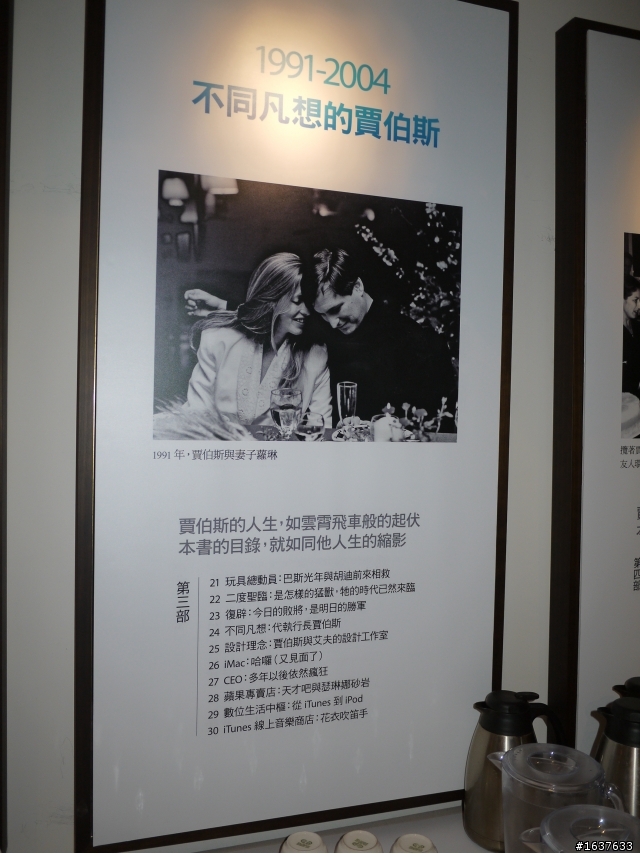 1991-2004
不同凡想的賈伯斯
1991 年，賈伯斯與妻子蘿琳
賈伯斯的人生，如雲霄飛車般的起伏
本書的目錄，就如同他人生的縮影
第三部
21 玩具總動員：巴斯光年與胡迪前來相救
22 二度聖臨：是怎樣的猛獸，牠的時代已然來臨
23 復辟：今日的敗將，是明日的勝軍
24 不同凡想：代執行長賈伯斯
25 設計理念：賈伯斯與艾夫的設計工作室
26 iMac：哈囉（又見面了）
27 CEO：多年以後依然瘋狂
28 蘋果專賣店：天才吧與瑟琳娜砂岩
29 數位生活中樞：從 iTunes 到 iPod
30 iTunes 線上音樂商店：花衣吹笛手
友人
第四部
#1637633